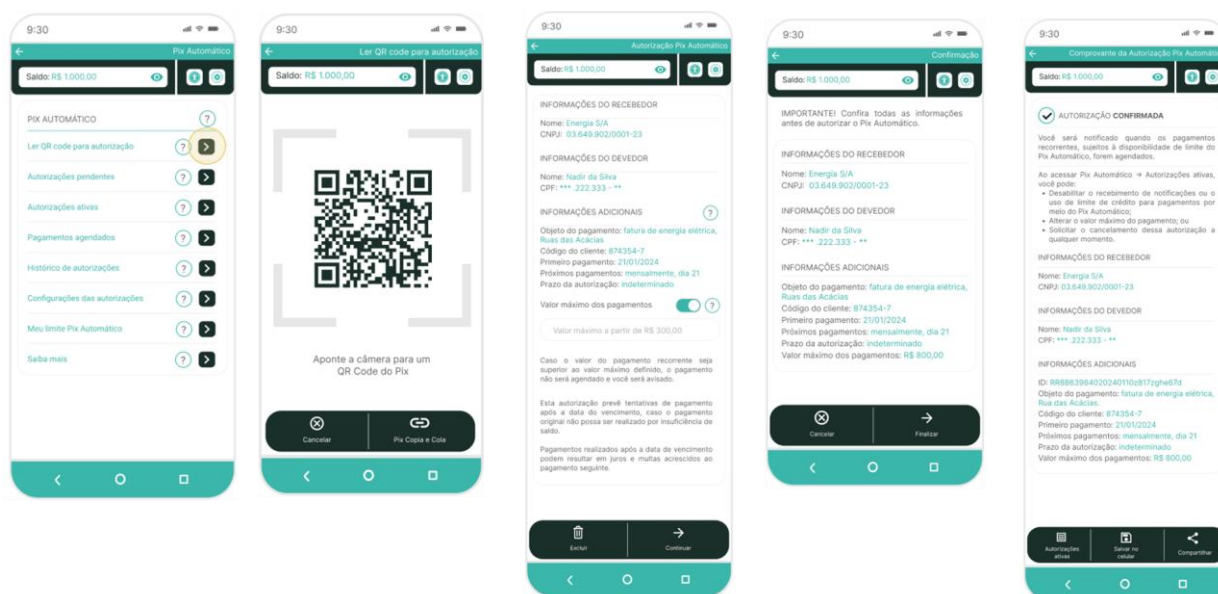 9:30
Pix Automático
Saldo: R$ 1.000,00
PIX AUTOMÁTICO
?
Ler QR code para autorização
?
Autorizações pendentes
?
Autorizações ativas
?
Pagamentos agendados
?
Histórico de autorizações
?
Configurações das autorizações
?
Meu limite Pix Automático
?
Saiba mais
?
9:30
Ler QR code para autorização
Saldo: R$ 1.000,00
Aponte a câmera para um
QR Code do Pix
Cancelar
Pix Copia e Cola
9:30
Autorização Pix Automático
Saldo: R$ 1.000,00
INFORMAÇÕES DO RECEBEDOR
Nome: Energia S/A
CNPJ: 03.649.902/0001-23
INFORMAÇÕES DO DEVEDOR
Nome: Nadir da Silva
CPF: *** .222.333 - **
INFORMAÇÕES ADICIONAIS
?
Objeto do pagamento: fatura de energia elétrica,
Ruas das Acácias
Código do cliente: 874354-7
Primeiro pagamento: 21/01/2024
Próximos pagamentos: mensalmente, dia 21
Prazo da autorização: indeterminado
Valor máximo dos pagamentos
?
Valor máximo a partir de R$ 300,00
Caso o valor do pagamento recorrente seja
superior ao valor máximo definido, o pagamento
não será agendado e você será avisado.
Esta autorização prevê tentativas de pagamento
após a data do vencimento, caso o pagamento
original não possa ser realizado por insuficiência de
saldo.
Pagamentos realizados após a data de vencimento
podem resultar em juros e multas acrescidos ao
pagamento seguinte.
Excluir
Continuar
9:30
Confirmação
Saldo: R$ 1.000,00
IMPORTANTE! Confira todas as informações
antes de autorizar o Pix Automático.
INFORMAÇÕES DO RECEBEDOR
Nome: Energia S/A
CNPJ: 03.649.902/0001-23
INFORMAÇÕES DO DEVEDOR
Nome: Nadir da Silva
CPF: *** .222.333 - **
INFORMAÇÕES ADICIONAIS
Objeto do pagamento: fatura de energia elétrica,
Ruas das Acácias
Código do cliente: 874354-7
Primeiro pagamento: 21/01/2024
Próximos pagamentos: mensalmente, dia 21
Prazo da autorização: indeterminado
Valor máximo dos pagamentos: R$ 800,00
Cancelar
Finalizar
9:30
Comprovante da Autorização Pix Automáti
Saldo: R$ 1.000,00
AUTORIZAÇÃO CONFIRMADA
Você será notificado quando os pagamentos
recorrentes, sujeitos à disponibilidade de limite do
Pix Automático, forem agendados.
Ao acessar Pix Automático → Autorizações ativas,
você pode:
• Desabilitar o recebimento de notificações ou o
uso de limite de crédito para pagamentos por
meio do Pix Automático;
• Alterar o valor máximo do pagamento; ou
• Solicitar o cancelamento dessa autorização a
qualquer momento.
INFORMAÇÕES DO RECEBEDOR
Nome: Energia S/A
CNPJ: 03.649.902/0001-23
INFORMAÇÕES DO DEVEDOR
Nome: Nadir da Silva
CPF: *** .222.333 - **
INFORMAÇÕES ADICIONAIS
ID:
Objeto do pagamento: fatura de energia elétrica,
Rua das Acácias.
Código do cliente: 874354-7
Primeiro pagamento: 21/01/2024
Próximos pagamentos: mensalmente, dia 21
Prazo da autorização: indeterminado
Valor máximo dos pagamentos: R$ 800,00
Autorizações
ativas
Salvar no
celular
Compartilhar